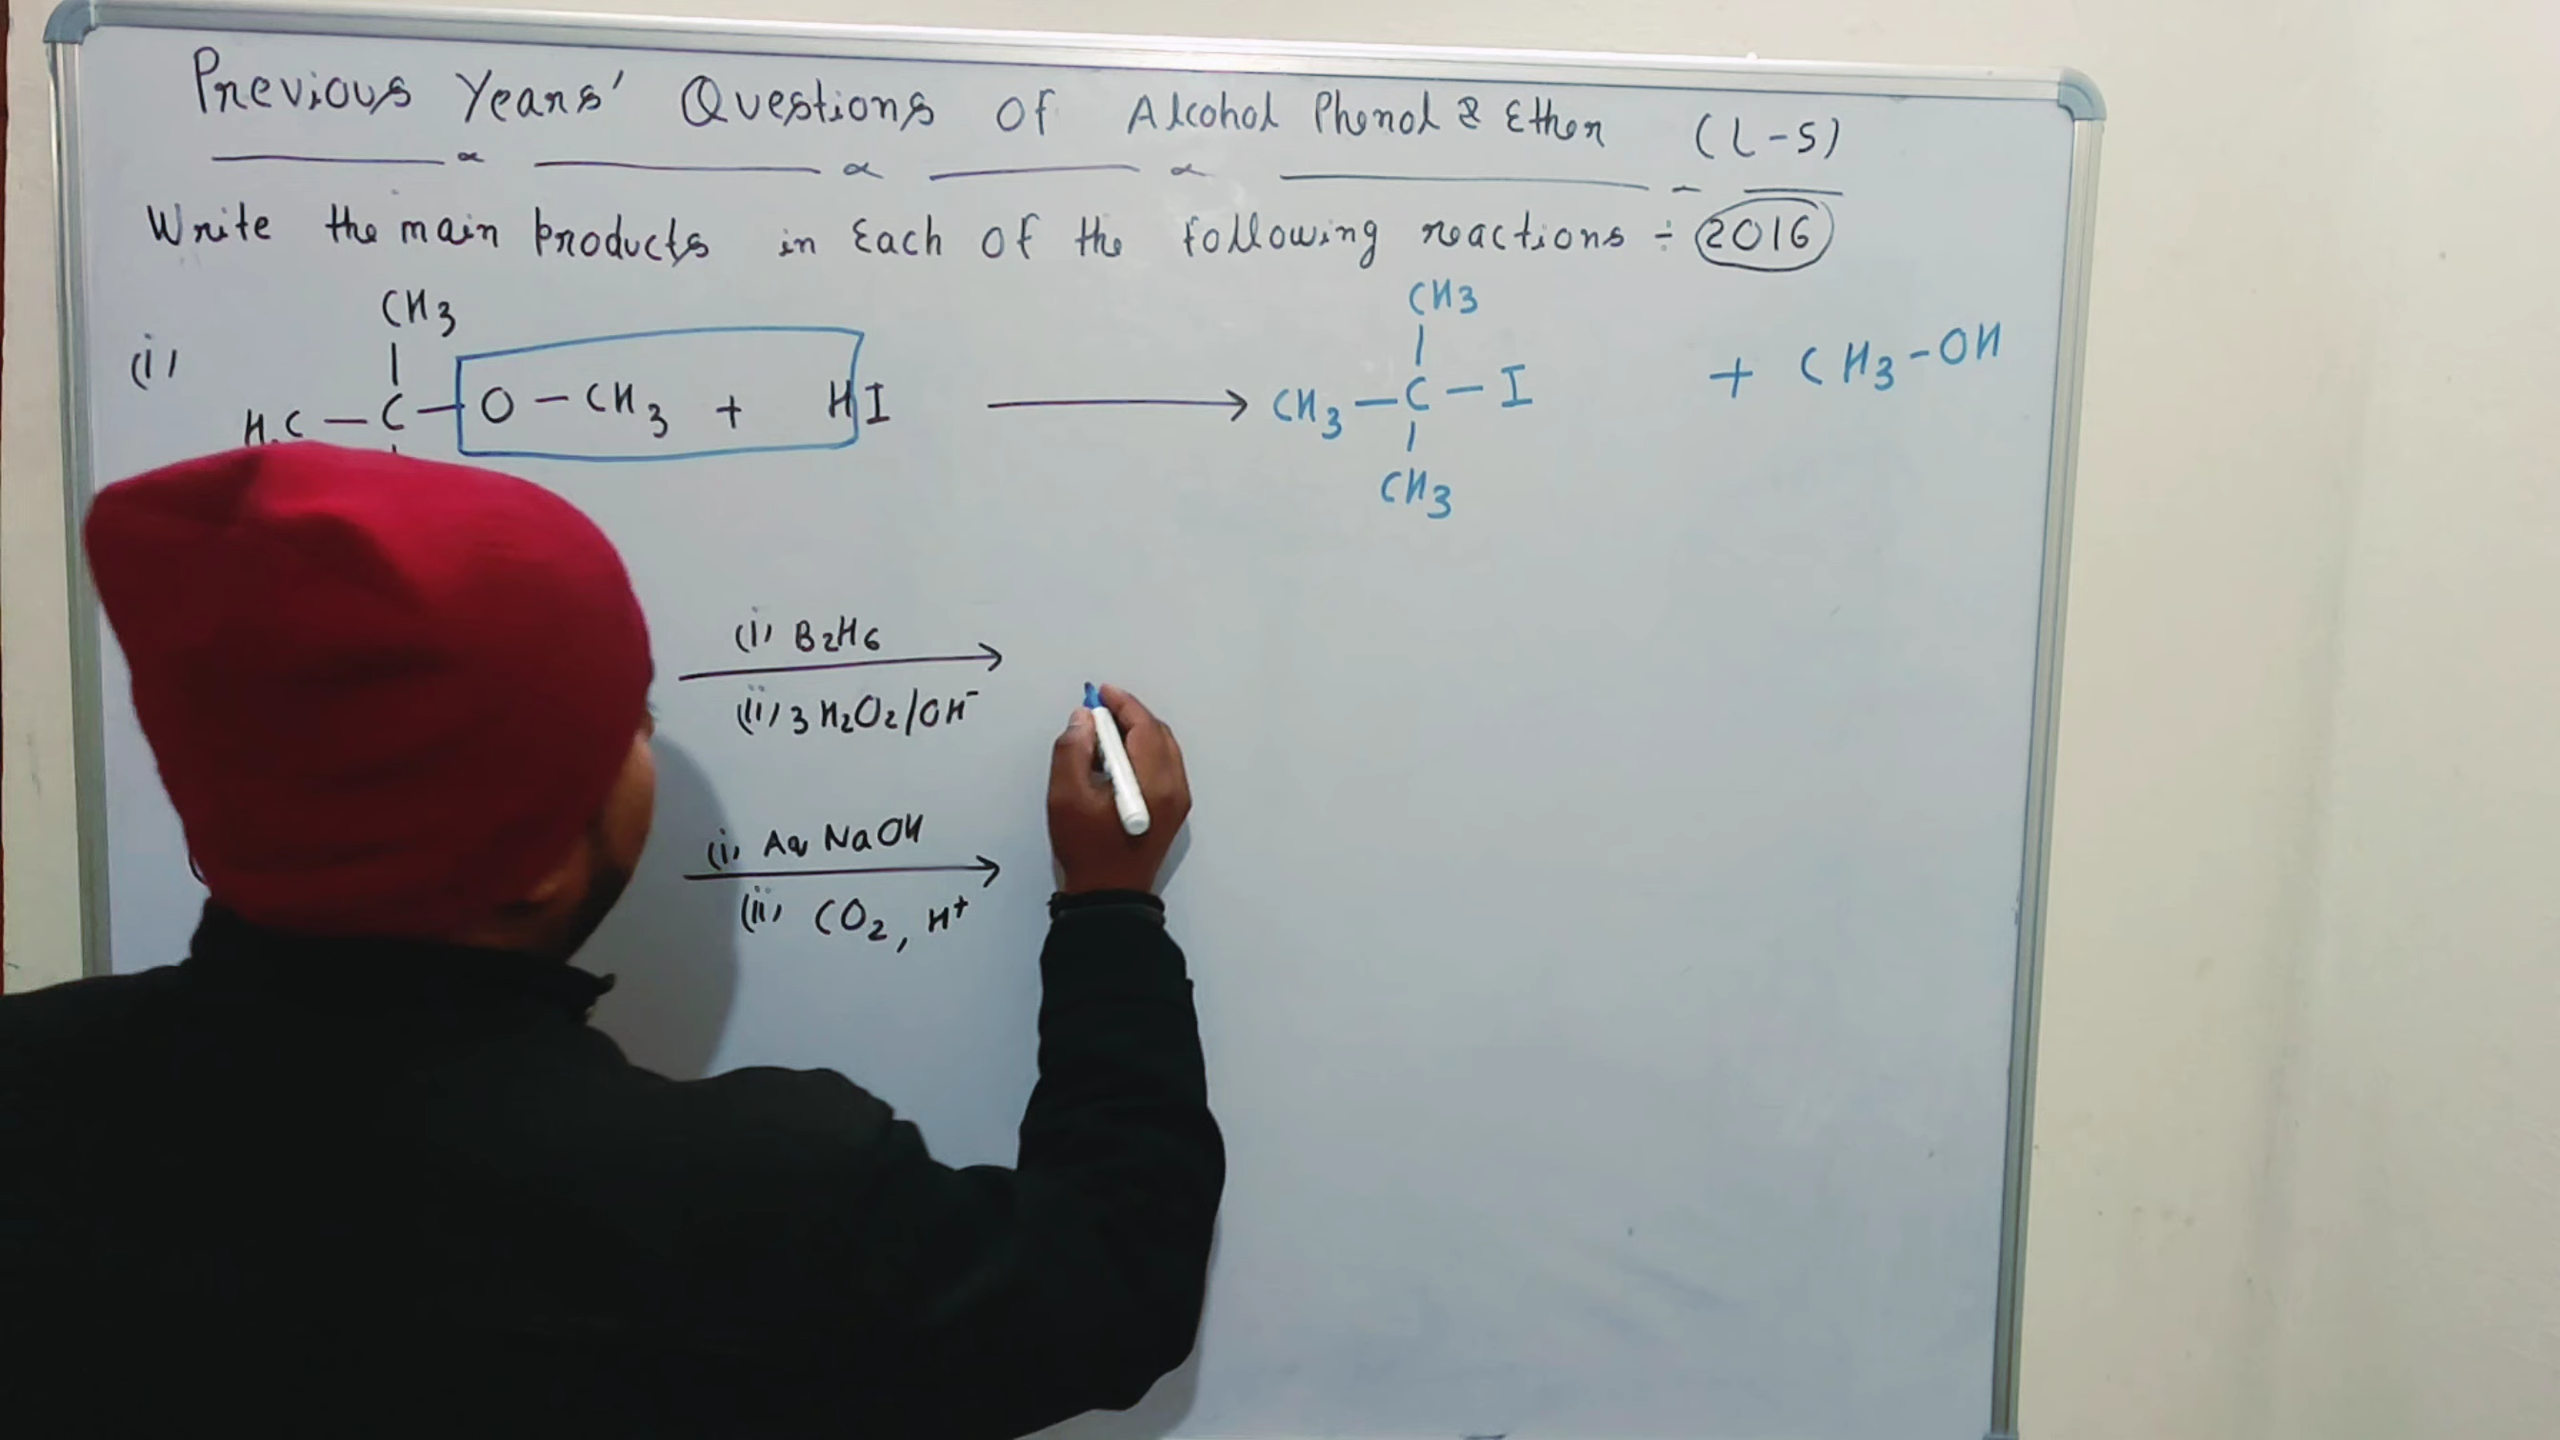 Previous Years' Questions Of Alcohol Phenol & Ether (L-5)
Write the main products in Each of the following reactions ÷ 2016
CH3
(i) H3C — C — O — CH3 + HI → CH3 — C — I + CH3 - OH
CH3
CH3
(i) B2H6
(ii) 3 H2O2/OH-
(i) Aq NaOH
(ii) CO2, H+